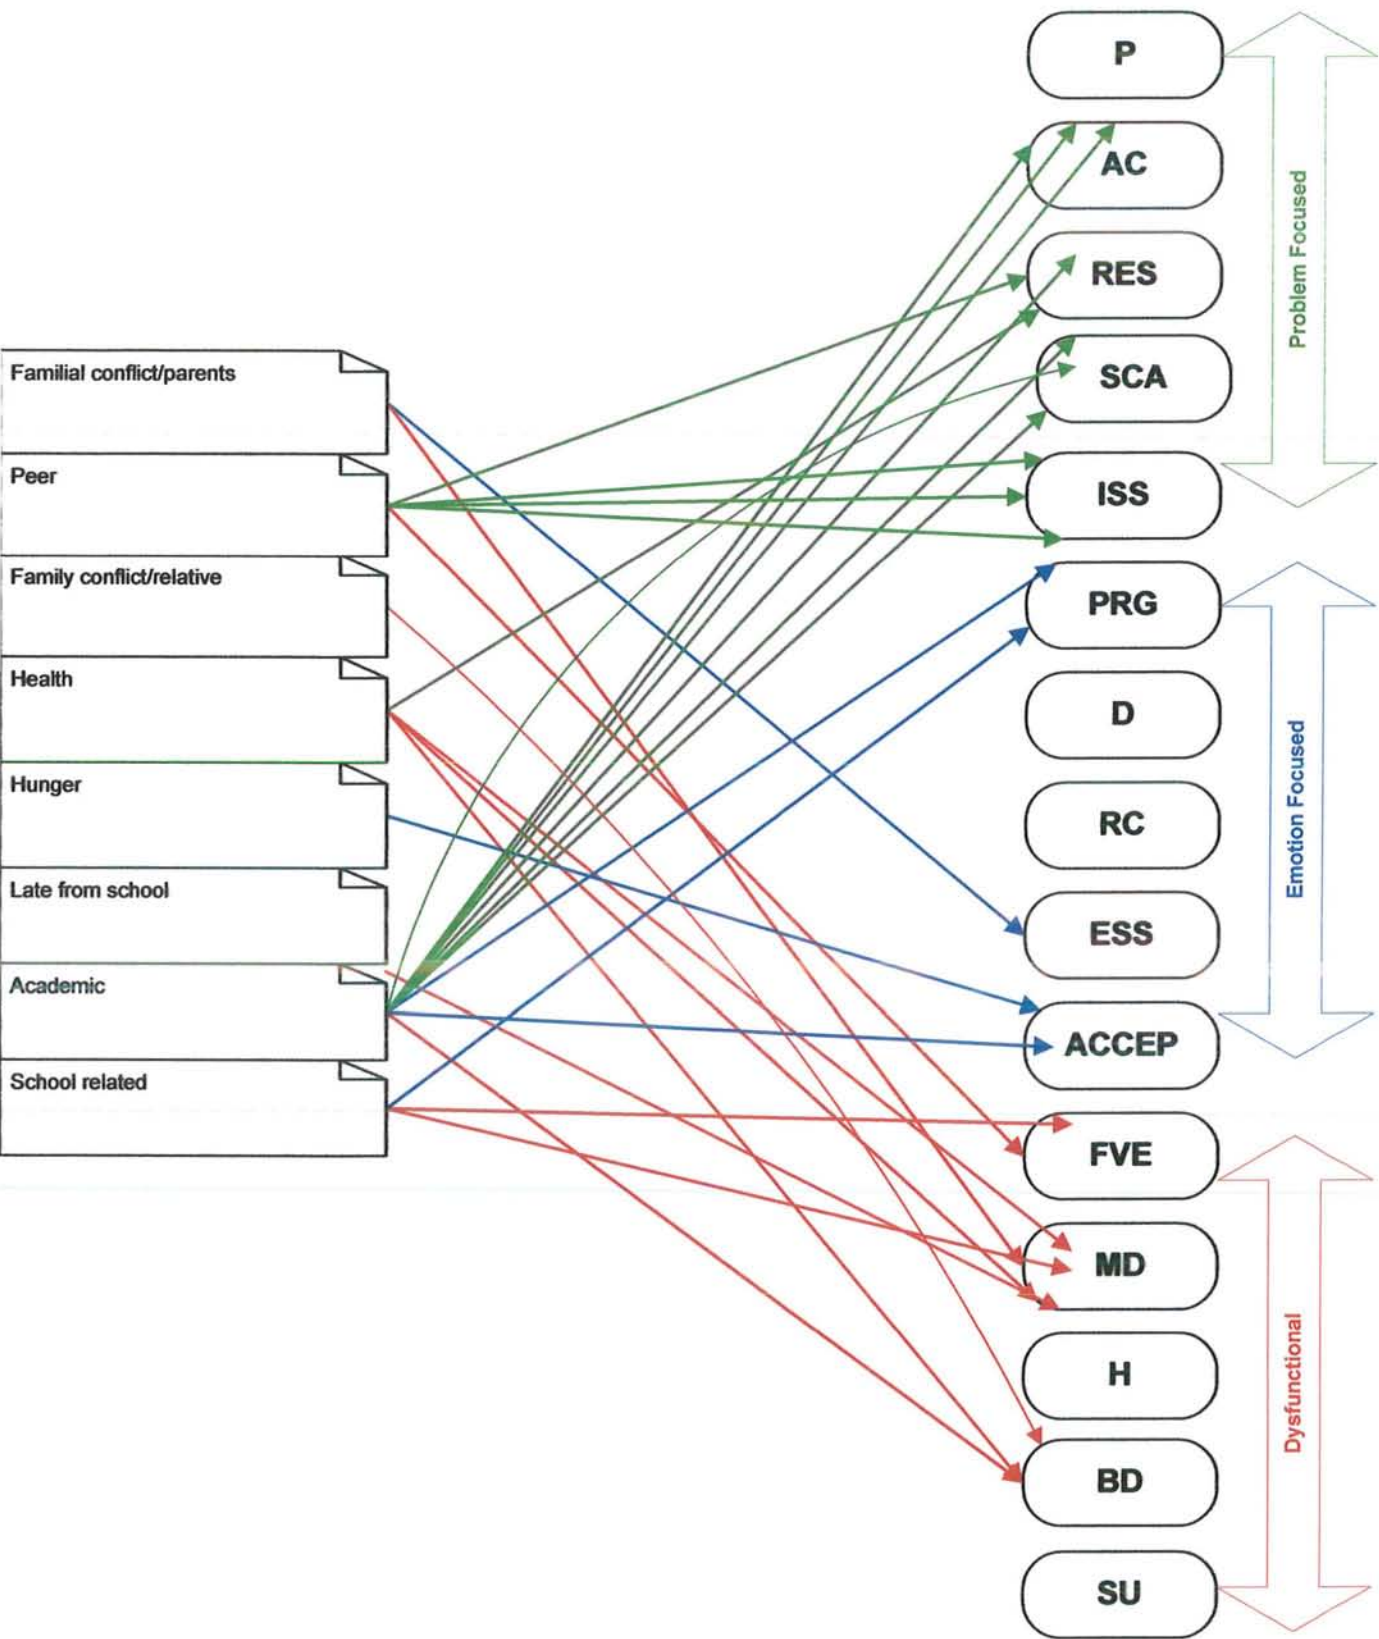 P
AC
RES
SCA
ISS
Problem Focused
Familial conflict/parents
Peer
Family conflict/relative
Health
Hunger
Late from school
Academic
School related
PRG
D
RC
ESS
ACCEP
Emotion Focused
FVE
MD
H
BD
SU
Dysfunctional